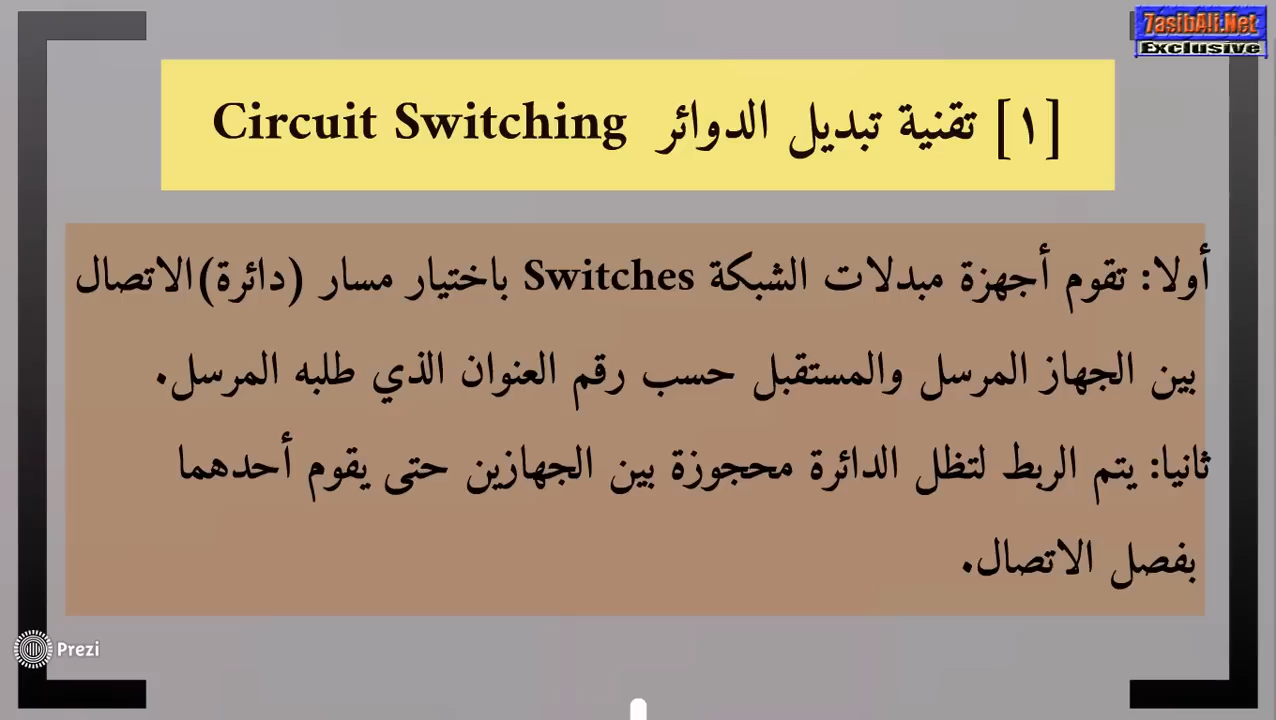 7asibAli.Net
Exclusive
[١] تقنية تبديل الدوائر Circuit Switching
أولا: تقوم أجهزة مبدلات الشبكة Switches باختيار مسار (دائرة)الاتصال
بين الجهاز المرسل والمستقبل حسب رقم العنوان الذي طلبه المرسل.
ثانيا: يتم الربط لتظل الدائرة محجوزة بين الجهازين حتى يقوم أحدهما
بفصل الاتصال.
Prezi